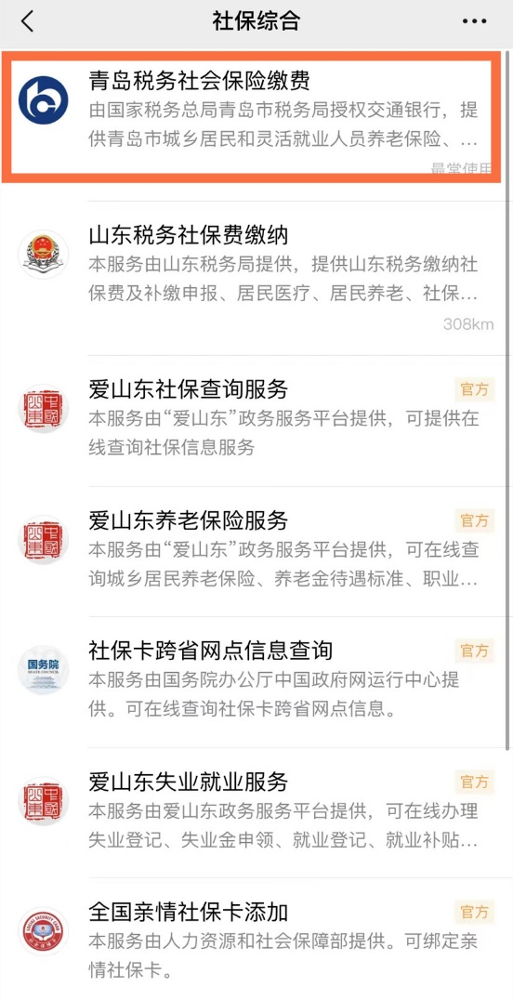 社保综合
青岛税务社会保险缴费
由国家税务总局青岛市税务局授权交通银行，提
供青岛市城乡居民和灵活就业人员养老保险、...
最常使用
山东税务社保费缴纳
本服务由山东税务局提供，提供山东税务缴纳社
保费及补缴申报、居民医疗、居民养老、社保...
308km
爱山东社保查询服务
官方
本服务由“爱山东”政务服务平台提供，可提供在
线查询社保信息服务
爱山东养老保险服务
官方
本服务由“爱山东”政务服务平台提供，可在线查
询城乡居民养老保险、养老金待遇标准、职业...
社保卡跨省网点信息查询
官方
国务院
本服务由国务院办公厅中国政府网运行中心提
供。可在线查询社保卡跨省网点信息。
爱山东失业就业服务
官方
本服务由爱山东政务服务平台提供，可在线办理
失业登记、失业金申领、就业登记、就业补贴...
全国亲情社保卡添加
官方
本服务由人力资源和社会保障部提供。可绑定亲
情社保卡。